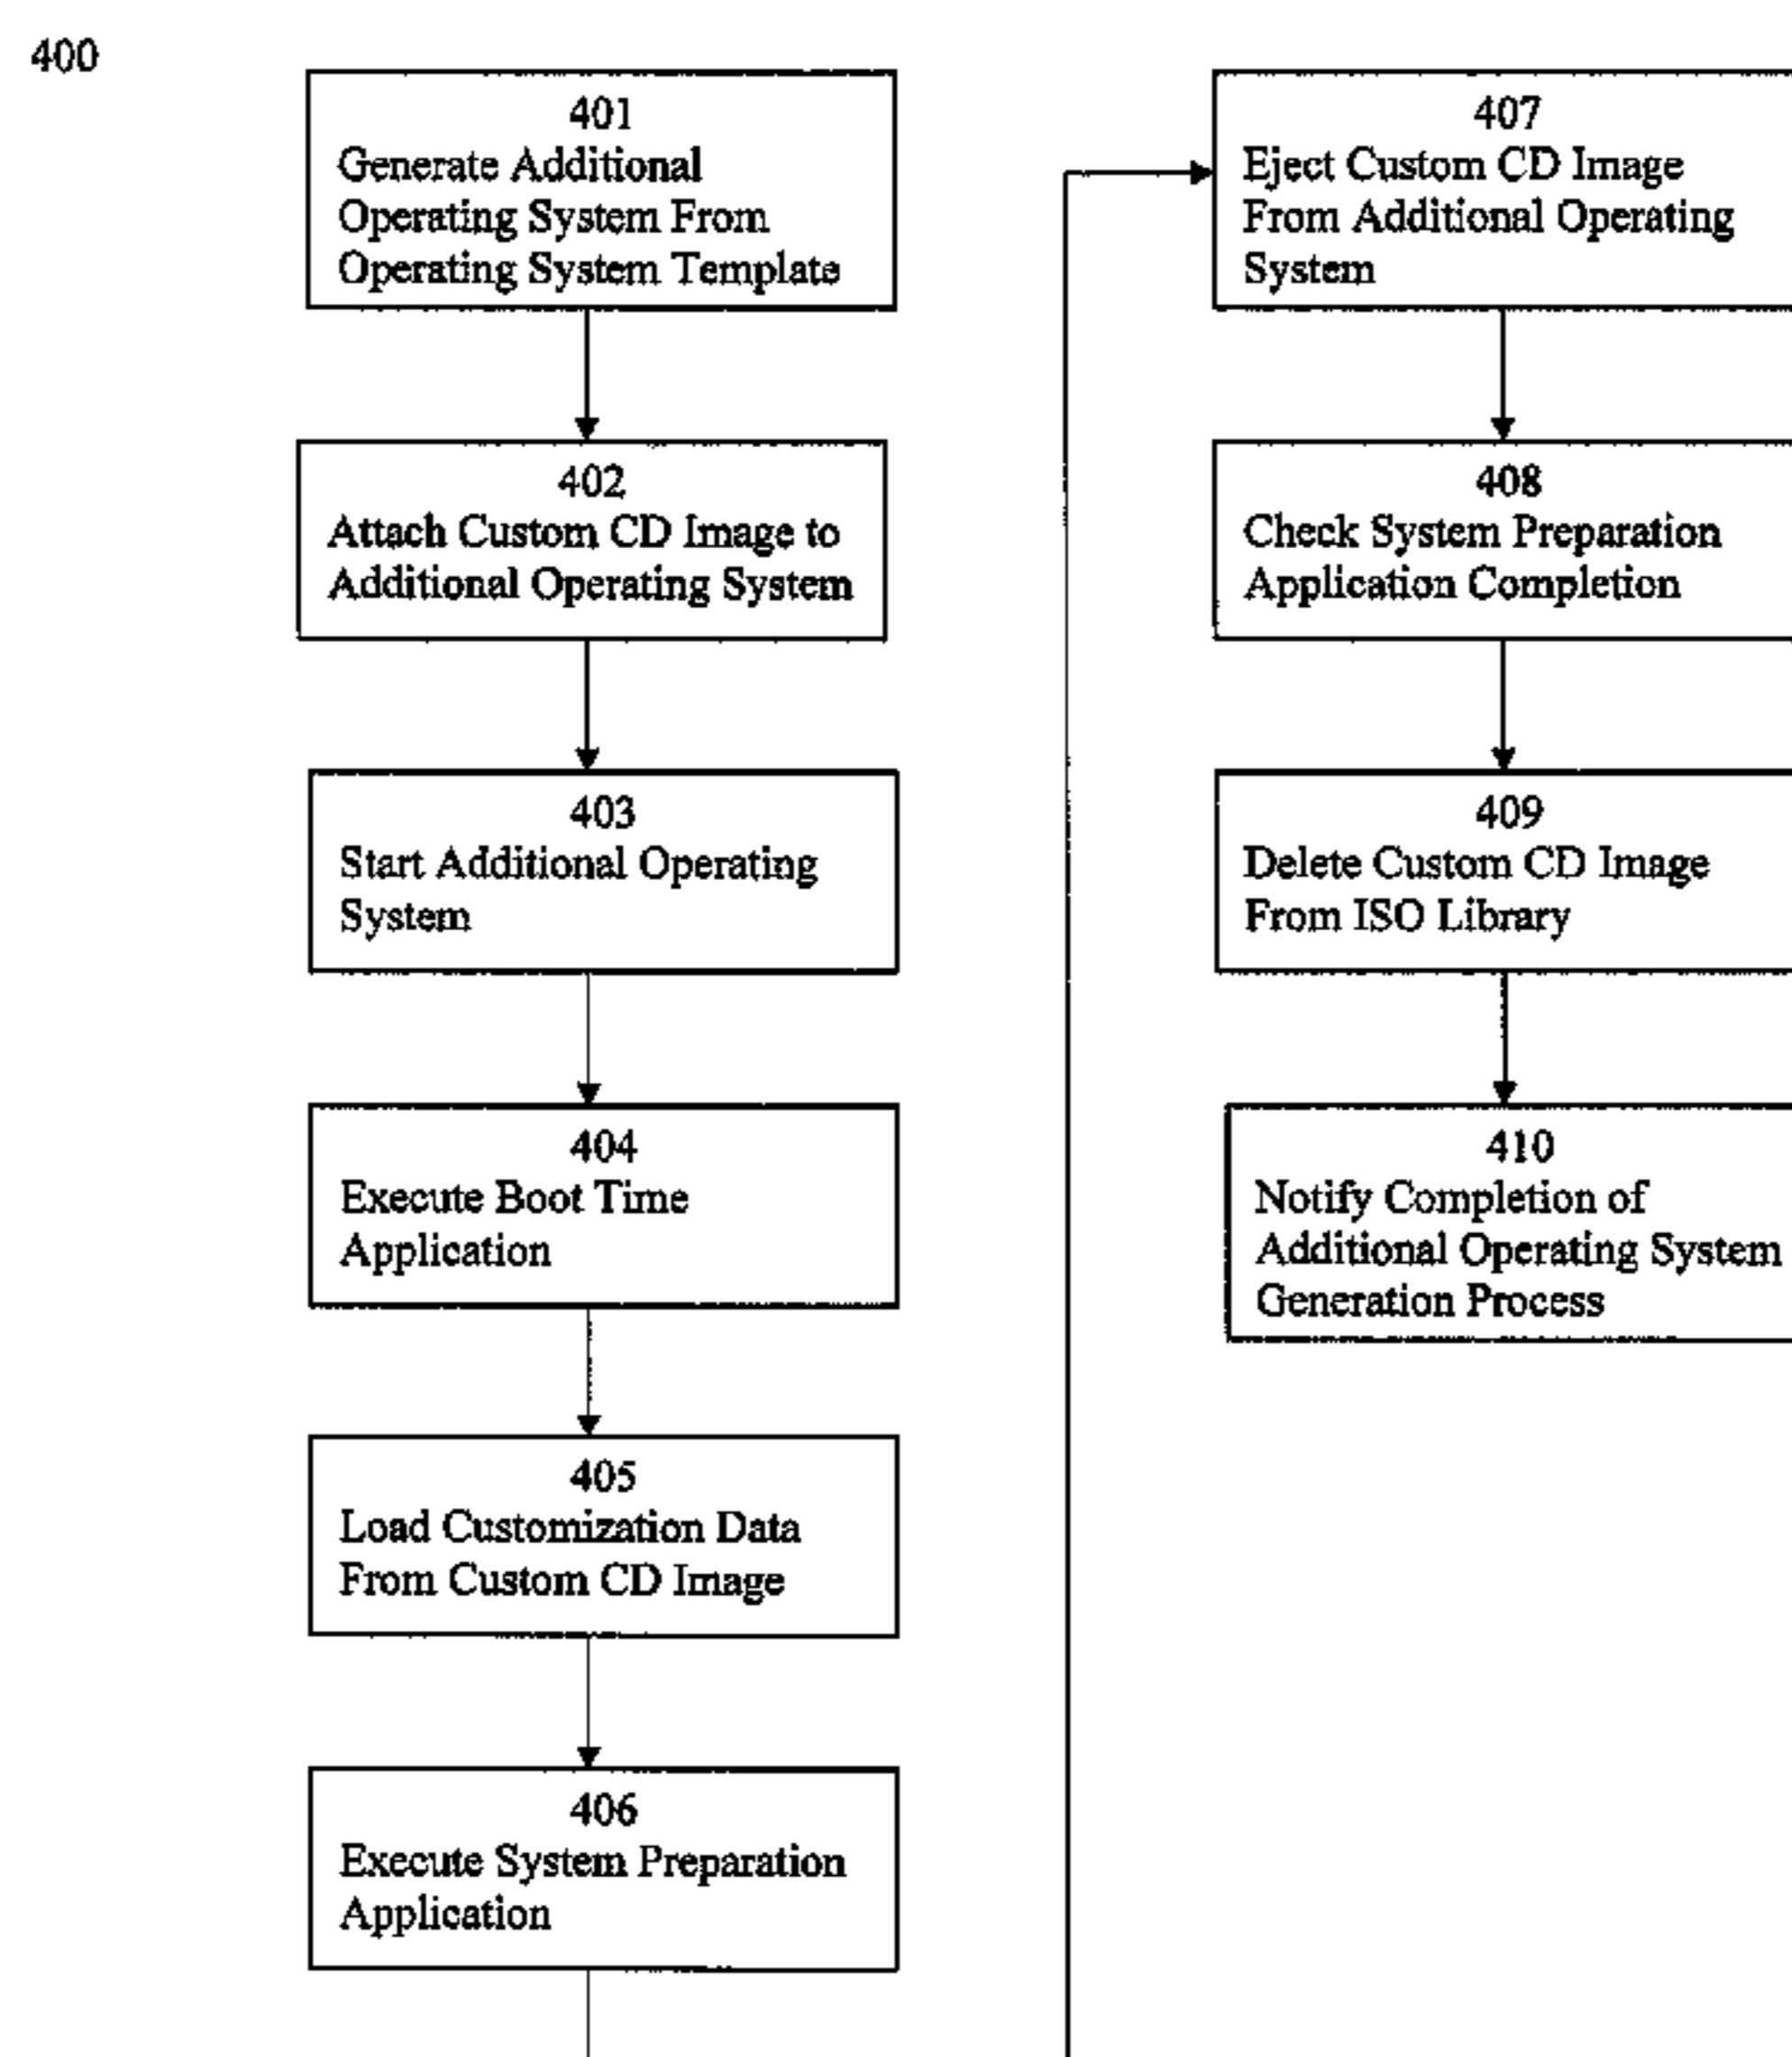 400
401
Generate Additional
Operating System From
Operating System Template
402
Attach Custom CD Image to
Additional Operating System
403
Start Additional Operating
System
404
Execute Boot Time
Application
405
Load Customization Data
From Custom CD Image
406
Execute System Preparation
Application
407
Eject Custom CD Image
From Additional Operating
System
408
Check System Preparation
Application Completion
409
Delete Custom CD Image
From ISO Library
410
Notify Completion of
Additional Operating System
Generation Process